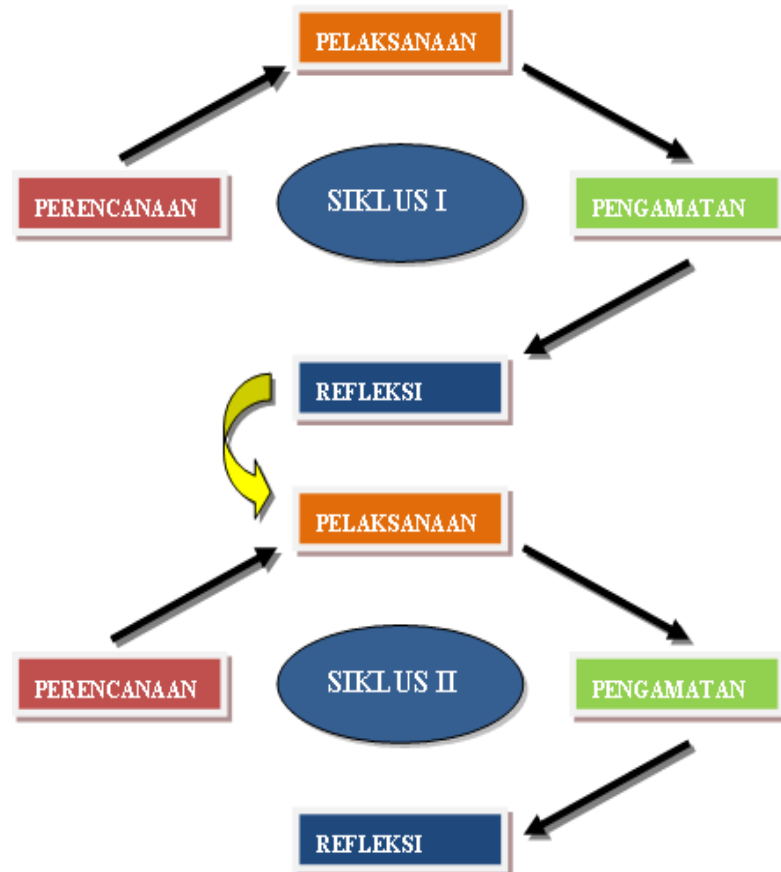 PELAKSANAAN
PERENCANAAN
SIKLUS I
PENGAMATAN
REFLEKSI
PELAKSANAAN
PERENCANAAN
SIKLUS II
PENGAMATAN
REFLEKSI